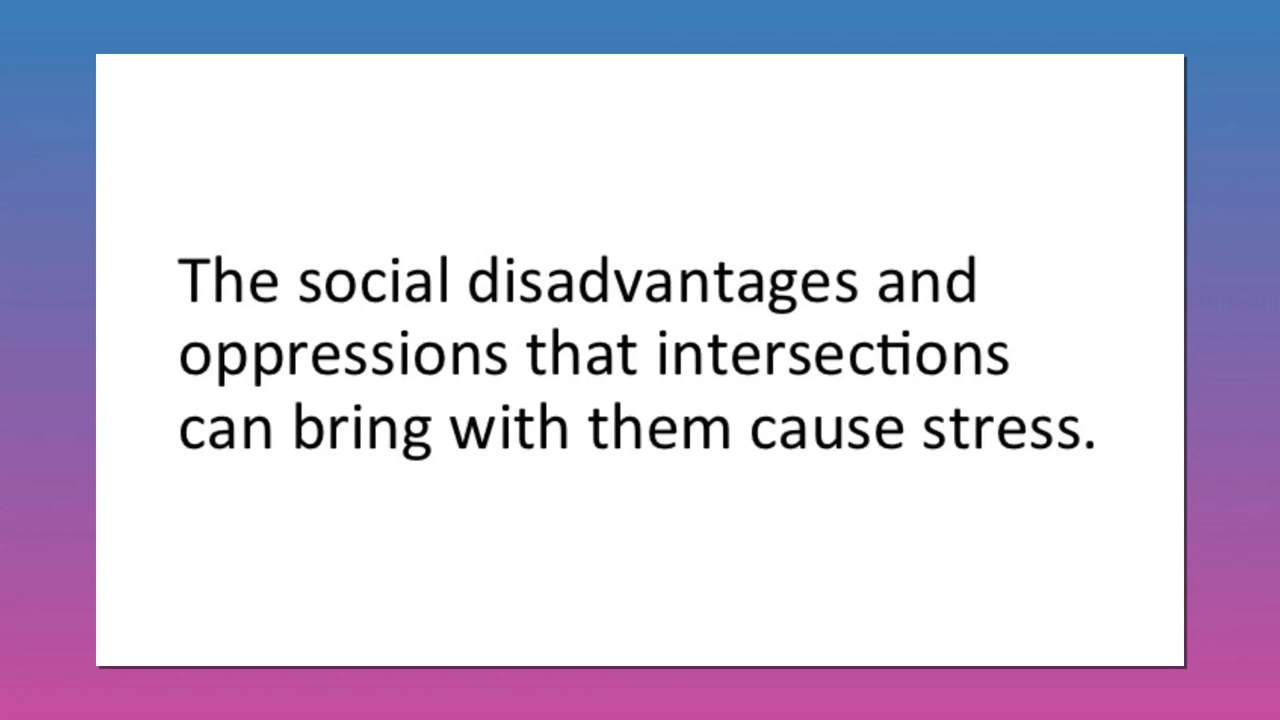 The social disadvantages and
oppressions that intersections
can bring with them cause stress.